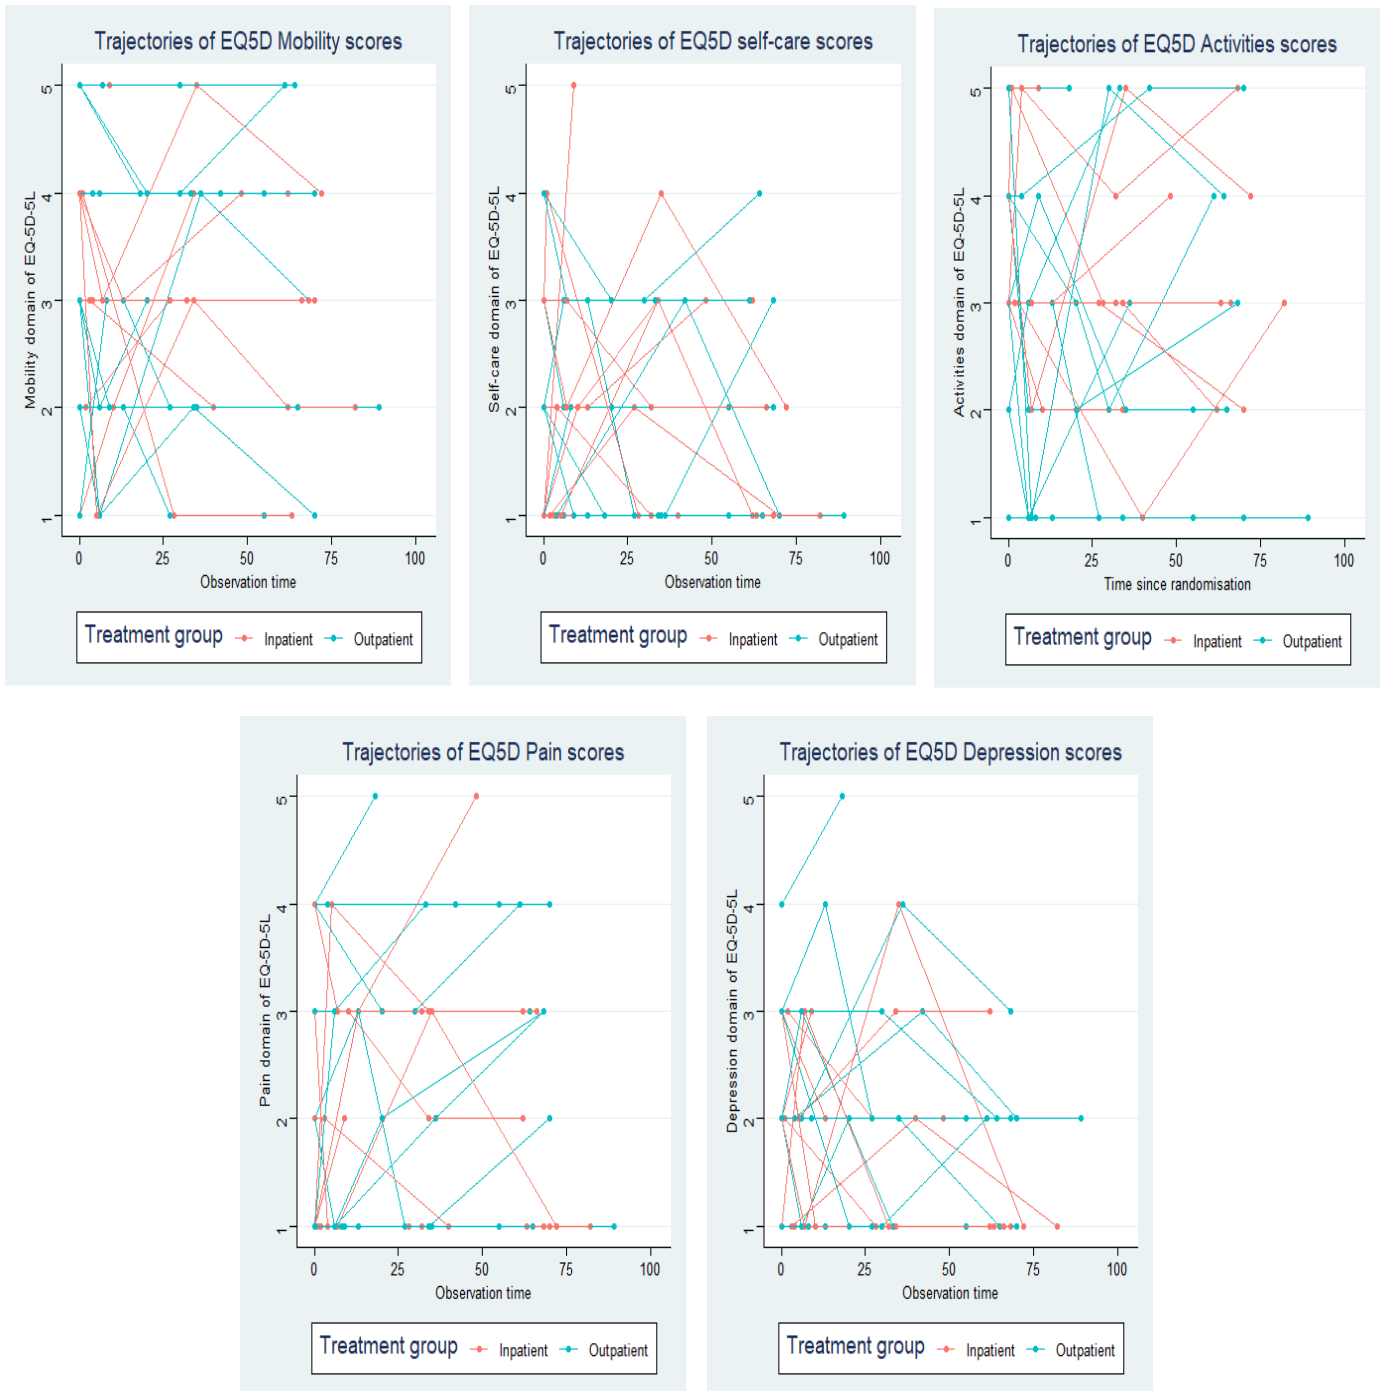 Trajectories of EQ5D Mobility scores
Mobility domain of EQ-5D-5L
5
4
3
2
1
0 25 50 75 100
Observation time
Treatment group Inpatient Outpatient
Trajectories of EQ5D self-care scores
Self-care domain of EQ-5D-5L
5
4
3
2
1
0 25 50 75 100
Observation time
Treatment group Inpatient Outpatient
Trajectories of EQ5D Activities scores
Activities domain of EQ-5D-5L
5
4
3
2
1
0 25 50 75 100
Time since randomisation
Treatment group Inpatient Outpatient
Trajectories of EQ5D Pain scores
Pain domain of EQ-5D-5L
5
4
3
2
1
0 25 50 75 100
Observation time
Treatment group Inpatient Outpatient
Trajectories of EQ5D Depression scores
Depression domain of EQ-5D-5L
5
4
3
2
1
0 25 50 75 100
Observation time
Treatment group Inpatient Outpatient